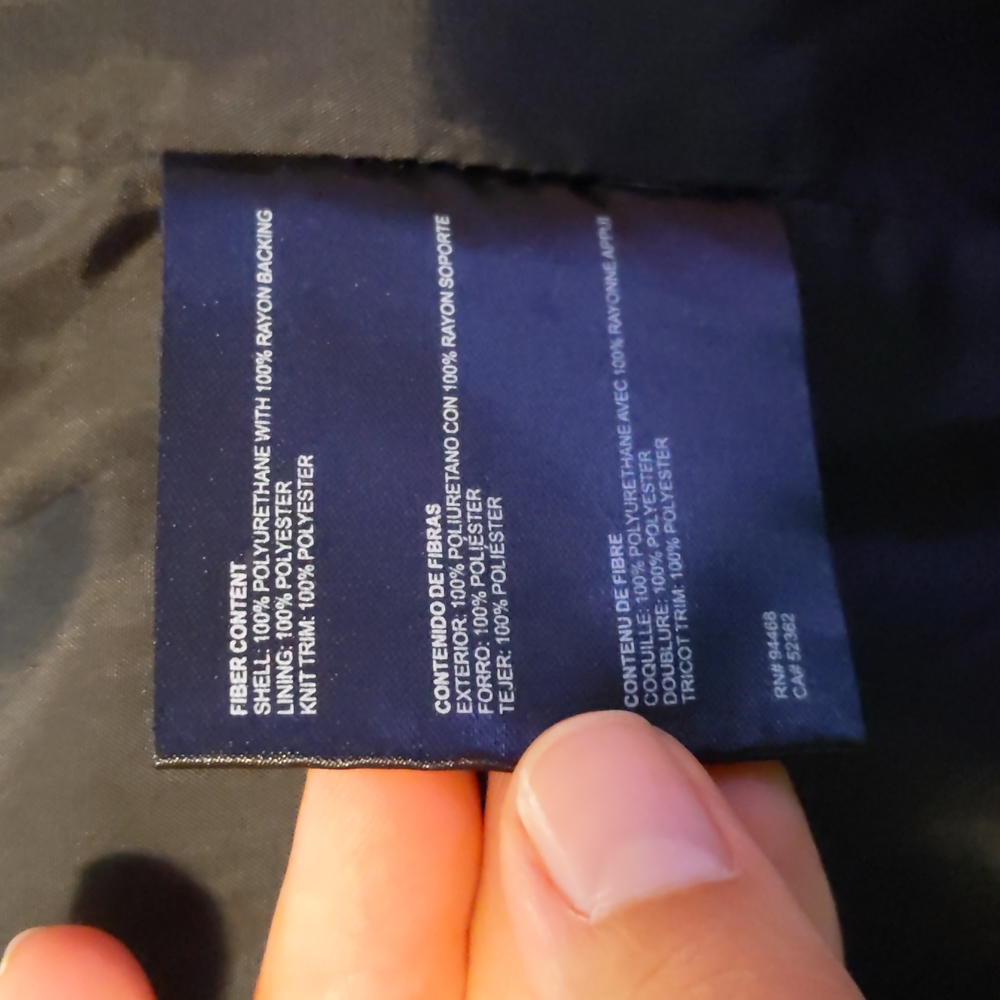 FIBER CONTENT
SHELL: 100% POLYURETHANE WITH 100% RAYON BACKING
LINING: 100% POLYESTER
KNIT TRIM: 100% POLYESTER
CONTENIDO DE FIBRAS
EXTERIOR: 100% POLIURETANO CON 100% RAYON SOPORTE
FORRO: 100% POLIÉSTER
TEJER: 100% POLIÉSTER
CONTENU DE FIBRE
COQUILLE: 100% POLYURETHANE AVEC 100% RAYONNE APPUI
DOUBLURE: 100% POLYESTER
TRICOT TRIM: 100% POLYESTER
RN# 94466
CA# 52362